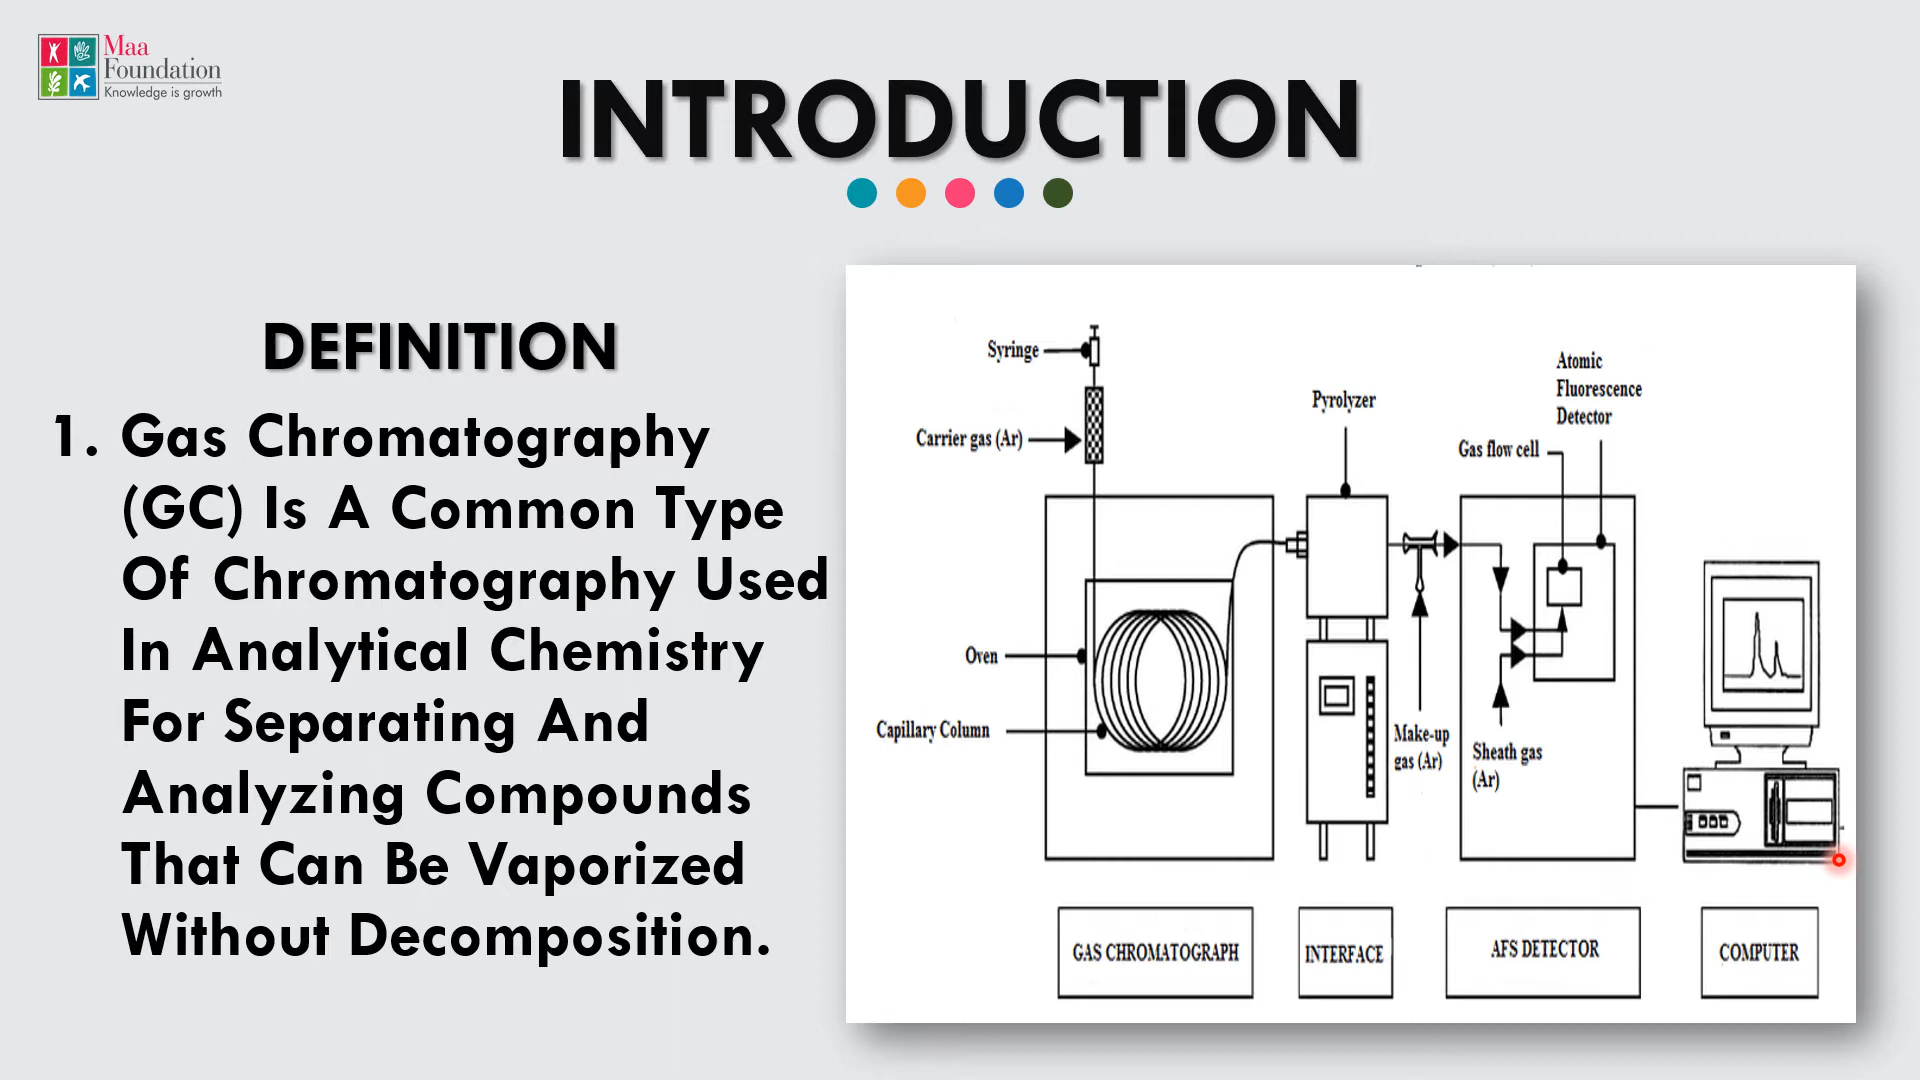 Maa
Foundation
Knowledge is growth
INTRODUCTION
DEFINITION
1. Gas Chromatography
(GC) Is A Common Type
Of Chromatography Used
In Analytical Chemistry
For Separating And
Analyzing Compounds
That Can Be Vaporized
Without Decomposition.
Syringe
Carrier gas (Ar)
Oven
Capillary Column
Pyrolyzer
Make-up
gas (Ar)
Gas flow cell
Atomic
Fluorescence
Detector
Sheath gas
(Ar)
GAS CHROMATOGRAPH
INTERFACE
AFS DETECTOR
COMPUTER